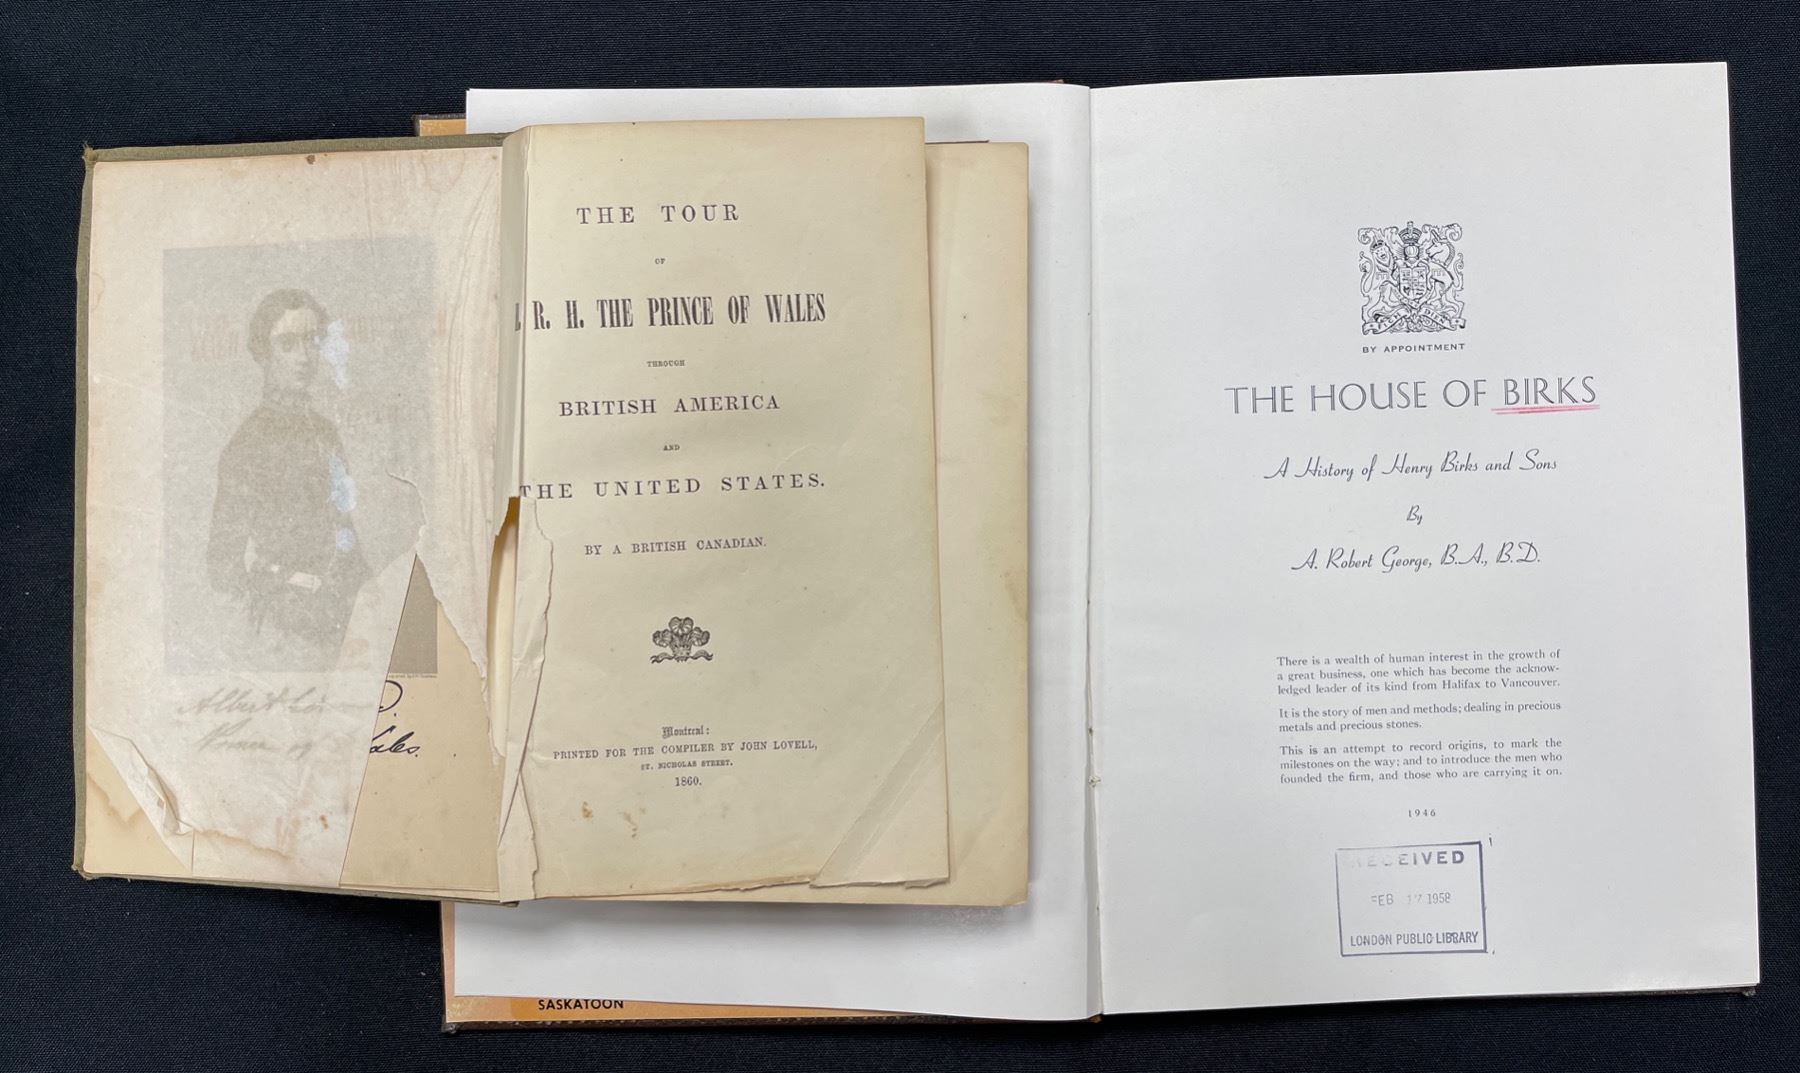 THE TOUR
OF
R. H. THE PRINCE OF WALES
THROUGH
BRITISH AMERICA
AND
THE UNITED STATES.
BY A BRITISH CANADIAN.
Montreal:
PRINTED FOR THE COMPILER BY JOHN LOVELL,
ST. NICHOLAS STREET.
1860.
Albert
Prince of
SASKATOON
BY APPOINTMENT
THE HOUSE OF BIRKS
A History of Henry Birks and Sons
By
A. Robert George, B.A., B.D.
There is a wealth of human interest in the growth of
a great business, one which has become the acknow-
ledged leader of its kind from Halifax to Vancouver.
It is the story of men and methods; dealing in precious
metals and precious stones.
This is an attempt to record origins, to mark the
milestones on the way; and to introduce the men who
founded the firm, and those who are carrying it on.
1946
RECEIVED
FEB 17 1958
LONDON PUBLIC LIBRARY